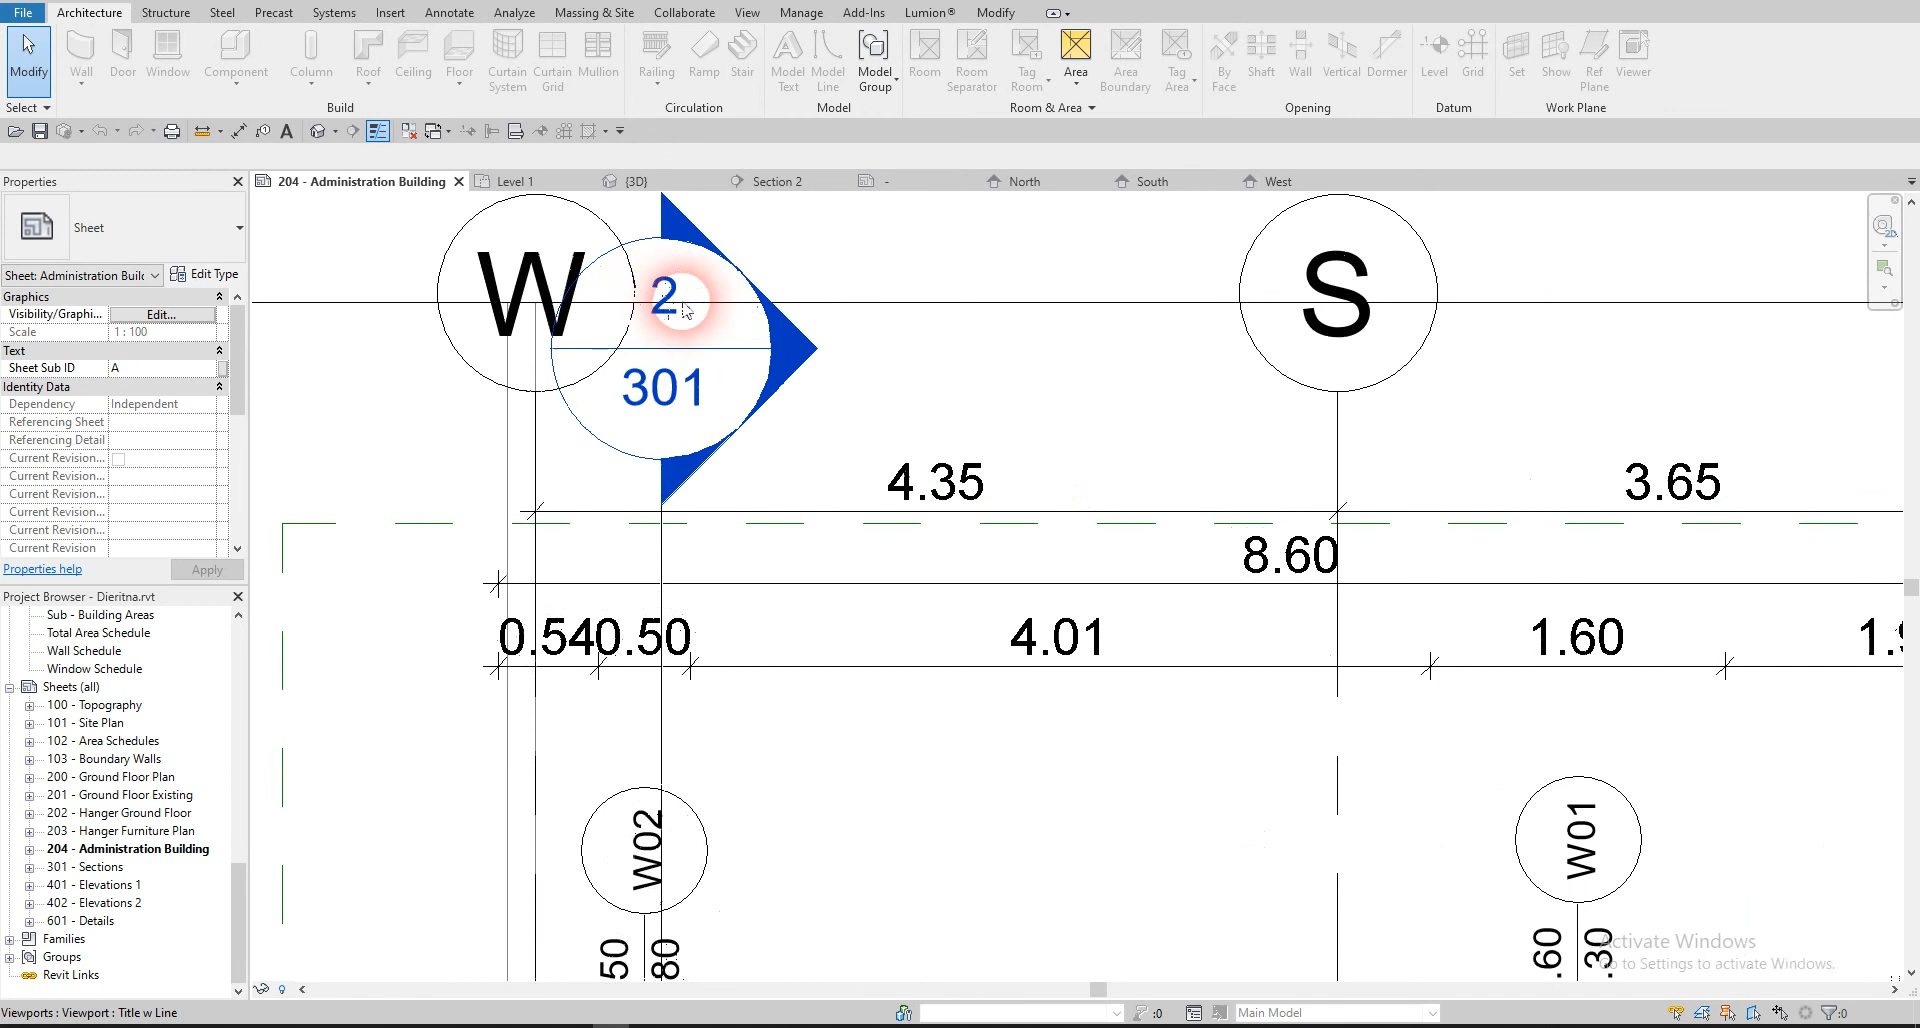 File Architecture Structure Steel Precast Systems Insert Annotate Analyze Massing & Site Collaborate View Manage Add-Ins Lumion® Modify
Modify Wall Door Window Component Column Roof Ceiling Floor Curtain System Curtain Grid Mullion Railing Ramp Stair Model Text Model Line Model Group Room Room Separator Tag Room Area Area Boundary Tag Area By Face Shaft Wall Vertical Dormer Level Grid Set Show Ref Plane Viewer
Select Build Circulation Model Room & Area Opening Datum Work Plane
Properties
204 - Administration Building Level 1 {3D} Section 2 - North South West
Sheet
Sheet: Administration Builc Edit Type
Graphics
Visibility/Graphi... Edit...
Scale 1 : 100
Text
Sheet Sub ID A
Identity Data
Dependency Independent
Referencing Sheet
Referencing Detail
Current Revision...
Current Revision...
Current Revision...
Current Revision...
Current Revision...
Current Revision
Properties help Apply
Project Browser - Dieritna.rvt
Sub - Building Areas
Total Area Schedule
Wall Schedule
Window Schedule
Sheets (all)
100 - Topography
101 - Site Plan
102 - Area Schedules
103 - Boundary Walls
200 - Ground Floor Plan
201 - Ground Floor Existing
202 - Hanger Ground Floor
203 - Hanger Furniture Plan
204 - Administration Building
301 - Sections
401 - Elevations 1
402 - Elevations 2
601 - Details
Families
Groups
Revit Links
W 2 S
301
4.35 3.65
8.60
0.54 0.50 4.01 1.60
W02 W01
50 80 .60 .30
2D
Activate Windows
Go to Settings to activate Windows.
Viewports : Viewport : Title w Line
:0 Main Model :0